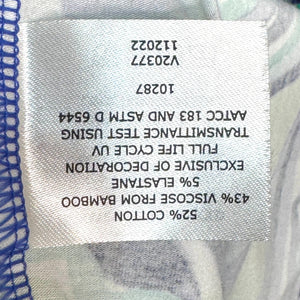 52% COTTON
43% VISCOSE FROM BAMBOO
5% ELASTANE
EXCLUSIVE OF DECORATION
FULL LIFE CYCLE UV
TRANSMITTANCE TEST USING
AATCC 183 AND ASTM D 6544
10287
V20377
112022